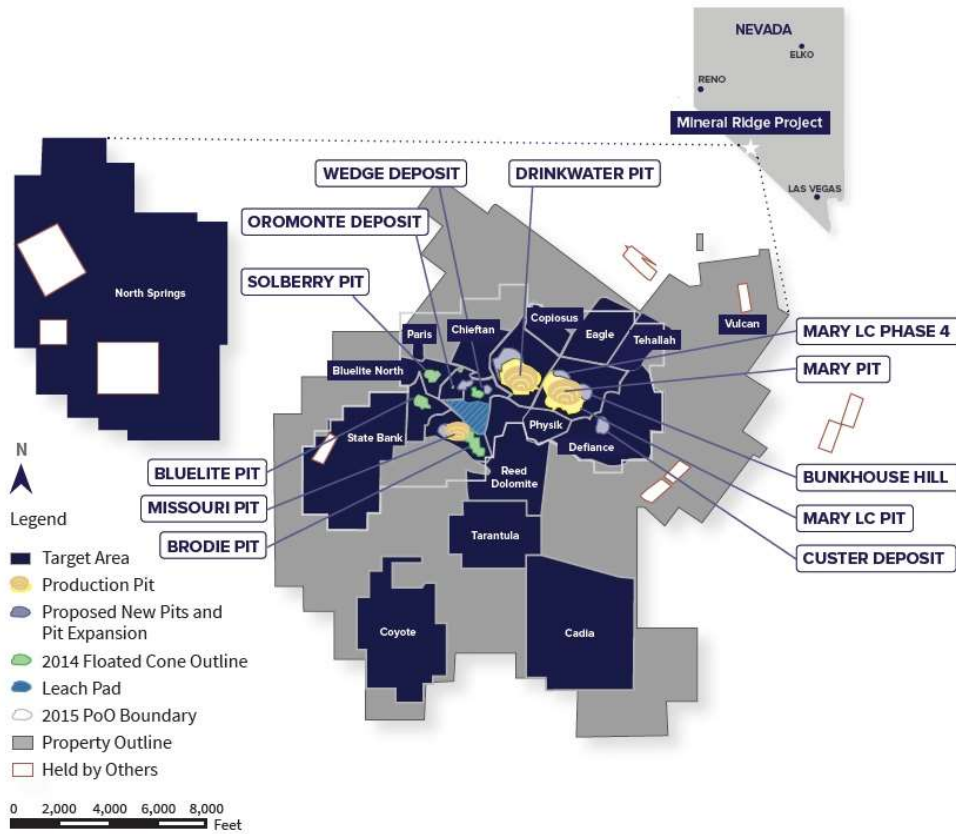 NEVADA
ELKO
RENO
Mineral Ridge Project
LAS VEGAS
WEDGE DEPOSIT
DRINKWATER PIT
OROMONTE DEPOSIT
SOLBERRY PIT
North Springs
Copiosus
Paris
Chieftan
Eagle
Tehallah
Vulcan
MARY LC PHASE 4
Bluelite North
MARY PIT
Physik
State Bank
Defiance
BLUELITE PIT
Reed
Dolomite
BUNKHOUSE HILL
MISSOURI PIT
MARY LC PIT
BRODIE PIT
Tarantula
CUSTER DEPOSIT
Coyote
Cadia
N
Legend
Target Area
Production Pit
Proposed New Pits and
Pit Expansion
2014 Floated Cone Outline
Leach Pad
2015 PoO Boundary
Property Outline
Held by Others
0 2,000 4,000 6,000 8,000
Feet